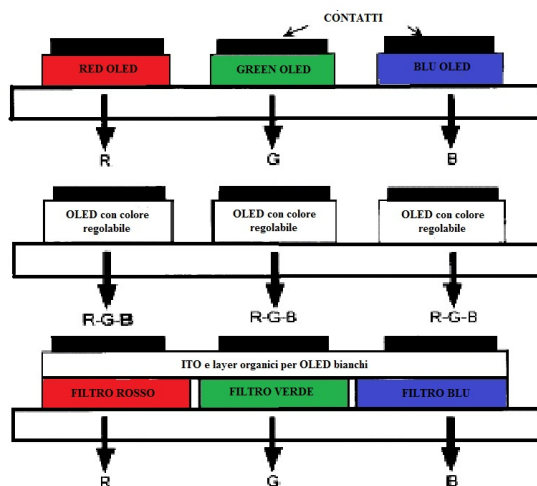 CONTATTI
RED OLED
GREEN OLED
BLU OLED
R
G
B
OLED con colore
regolabile
OLED con colore
regolabile
OLED con colore
regolabile
R-G-B
R-G-B
R-G-B
ITO e layer organici per OLED bianchi
FILTRO ROSSO
FILTRO VERDE
FILTRO BLU
R
G
B